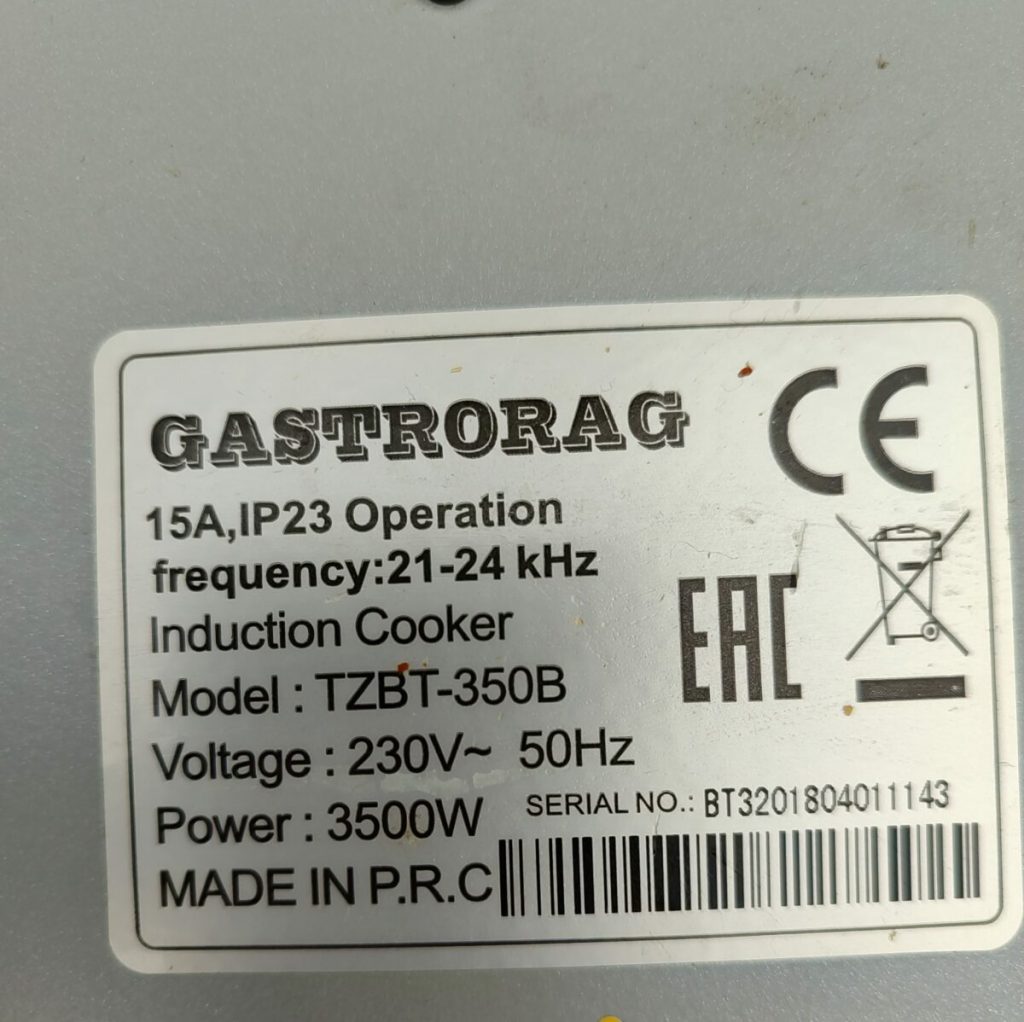 GASTRORAG
CE
15A,IP23 Operation
frequency:21-24 kHz
Induction Cooker
EAC
Model : TZBT-350B
Voltage : 230V~ 50Hz
Power : 3500W
SERIAL NO.: BT3201804011143
MADE IN P.R.C